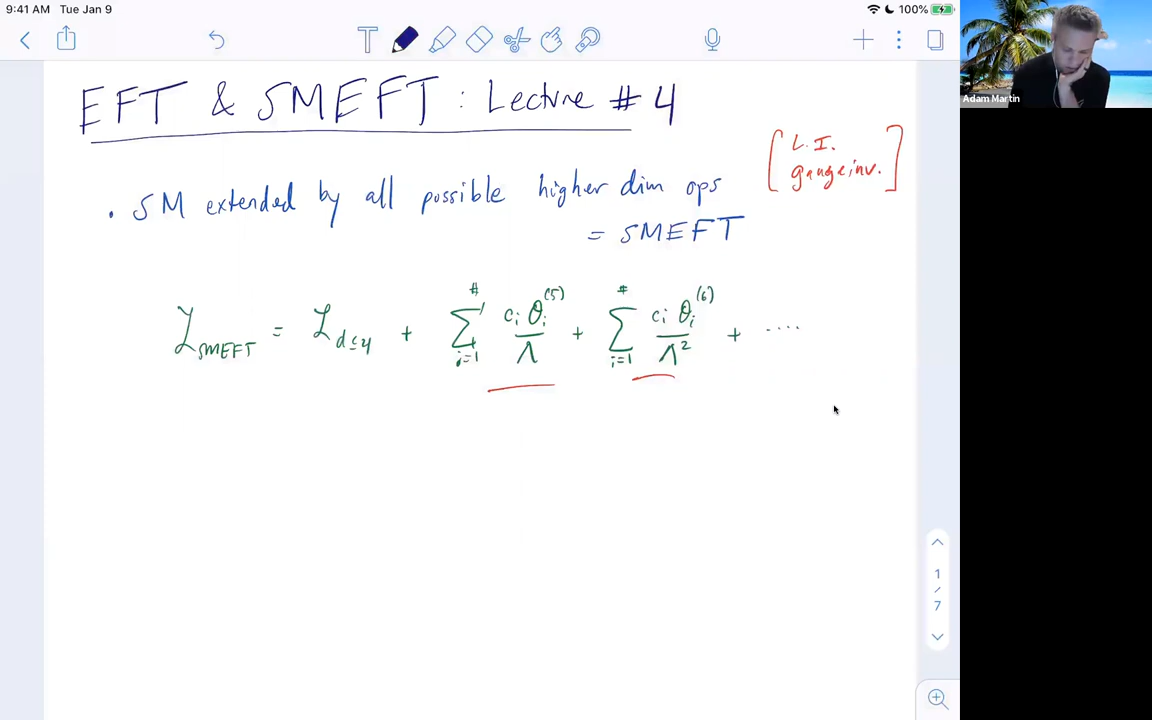 9:41 AM Tue Jan 9
100%
Adam Martin
EFT & SMEFT : Lecture # 4
[ L.I.
gauge inv. ]
• SM extended by all possible higher dim ops
= SMEFT
ℒ_SMEFT = ℒ_d≤4 + Σ_{i=1}^{#} c_i O_i^{(5)} / Λ + Σ_{i=1}^{#} c_i O_i^{(6)} / Λ² + ....
1
/
7